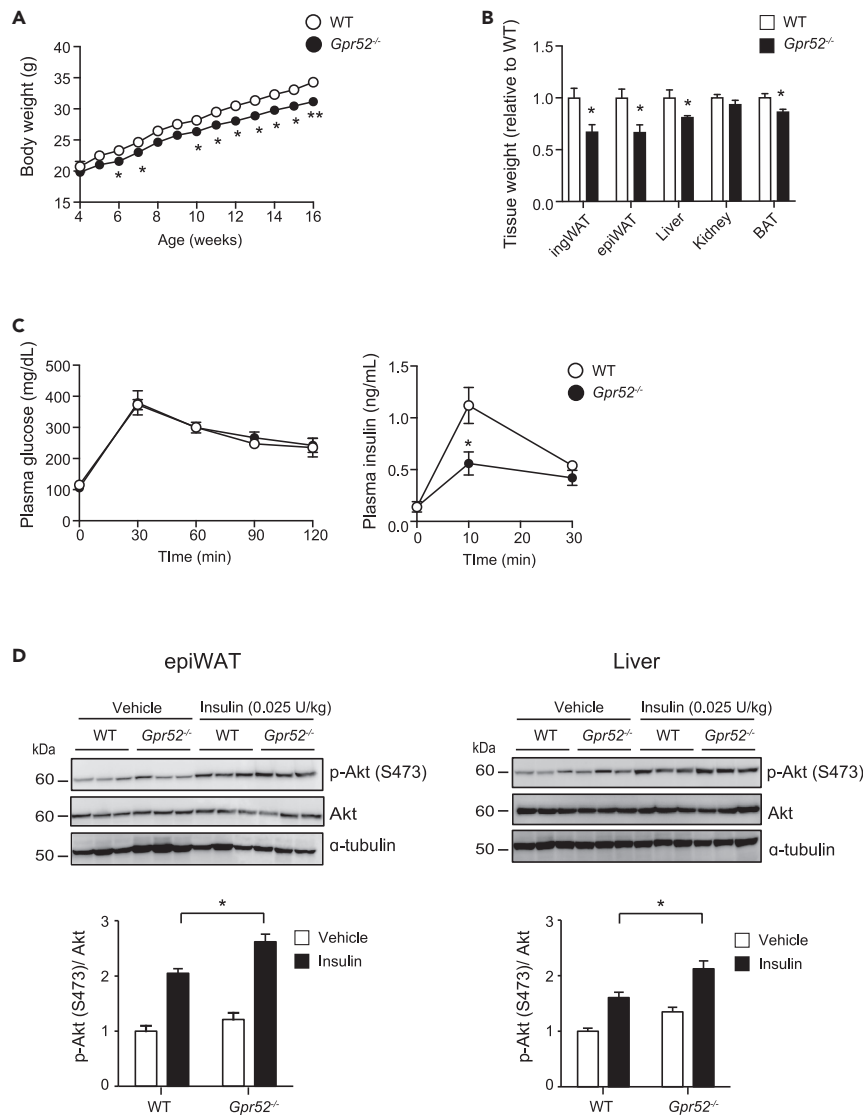 A
WT
Gpr52-/-
Body weight (g)
40
35
30
25
20
15
* * * * * * * * **
4 6 8 10 12 14 16
Age (weeks)
B
WT
Gpr52-/-
Tissue weight (relative to WT)
1.5
1.0
0.5
0.0
* * * *
ingWAT epiWAT Liver Kidney BAT
C
Plasma glucose (mg/dL)
500
400
300
200
100
0
0 30 60 90 120
TIme (min)
Plasma insulin (ng/mL)
1.5
1.0
0.5
0.0
*
0 10 20 30
TIme (min)
WT
Gpr52-/-
D
epiWAT
Vehicle Insulin (0.025 U/kg)
WT Gpr52-/- WT Gpr52-/-
kDa
60 p-Akt (S473)
60 Akt
50 α-tubulin
p-Akt (S473)/ Akt
3
2
1
0
*
WT Gpr52-/-
Vehicle
Insulin
Liver
Vehicle Insulin (0.025 U/kg)
WT Gpr52-/- WT Gpr52-/-
kDa
60 p-Akt (S473)
60 Akt
50 α-tubulin
p-Akt (S473)/ Akt
3
2
1
0
*
WT Gpr52-/-
Vehicle
Insulin